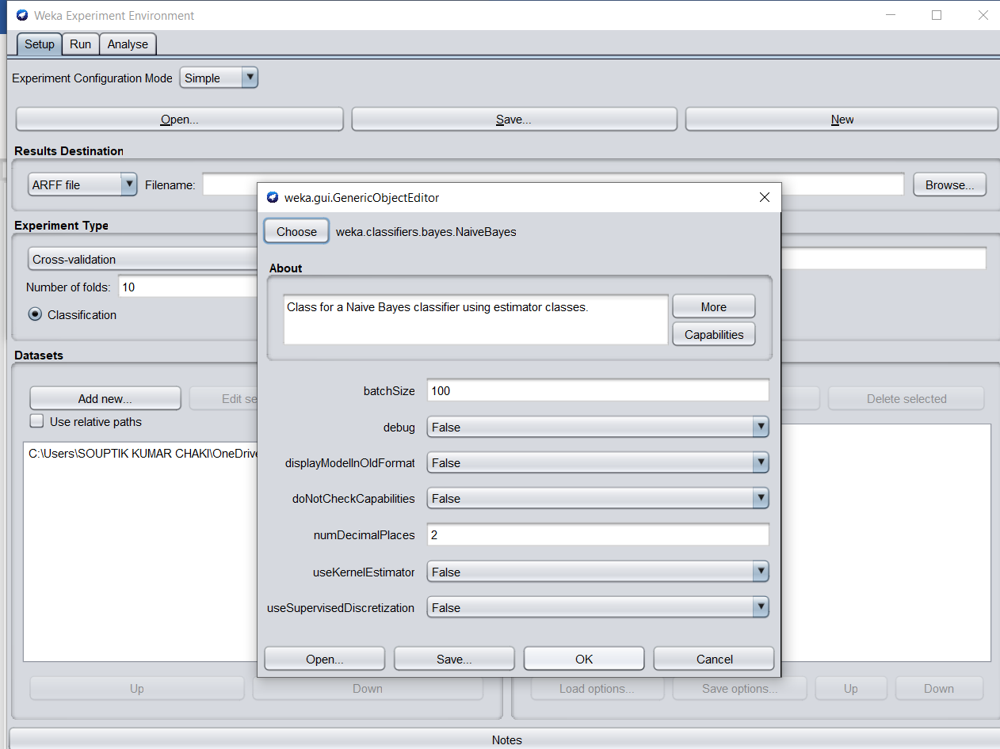 Weka Experiment Environment
Setup Run Analyse
Experiment Configuration Mode Simple
Open... Save... New
Results Destination
ARFF file Filename: Browse...
weka.gui.GenericObjectEditor
Choose weka.classifiers.bayes.NaiveBayes
About
Class for a Naive Bayes classifier using estimator classes.
More
Capabilities
batchSize 100
debug False
displayModelInOldFormat False
doNotCheckCapabilities False
numDecimalPlaces 2
useKernelEstimator False
useSupervisedDiscretization False
Open... Save... OK Cancel
Experiment Type
Cross-validation
Number of folds: 10
Classification
Datasets
Add new... Edit se
Use relative paths
C:\Users\SOUPTIK KUMAR CHAKI\OneDrive
Up Down
Delete selected
Load options... Save options... Up Down
Notes